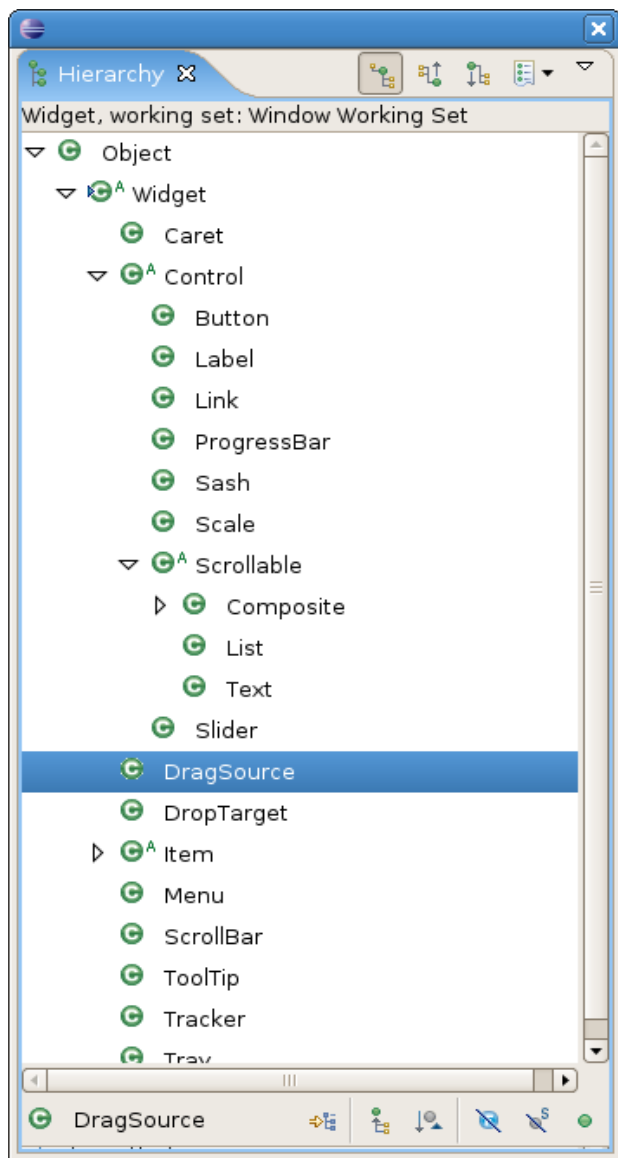 Hierarchy
Widget, working set: Window Working Set
Object
A Widget
Caret
A Control
Button
Label
Link
ProgressBar
Sash
Scale
A Scrollable
Composite
List
Text
Slider
DragSource
DropTarget
A Item
Menu
ScrollBar
ToolTip
Tracker
Tray
DragSource